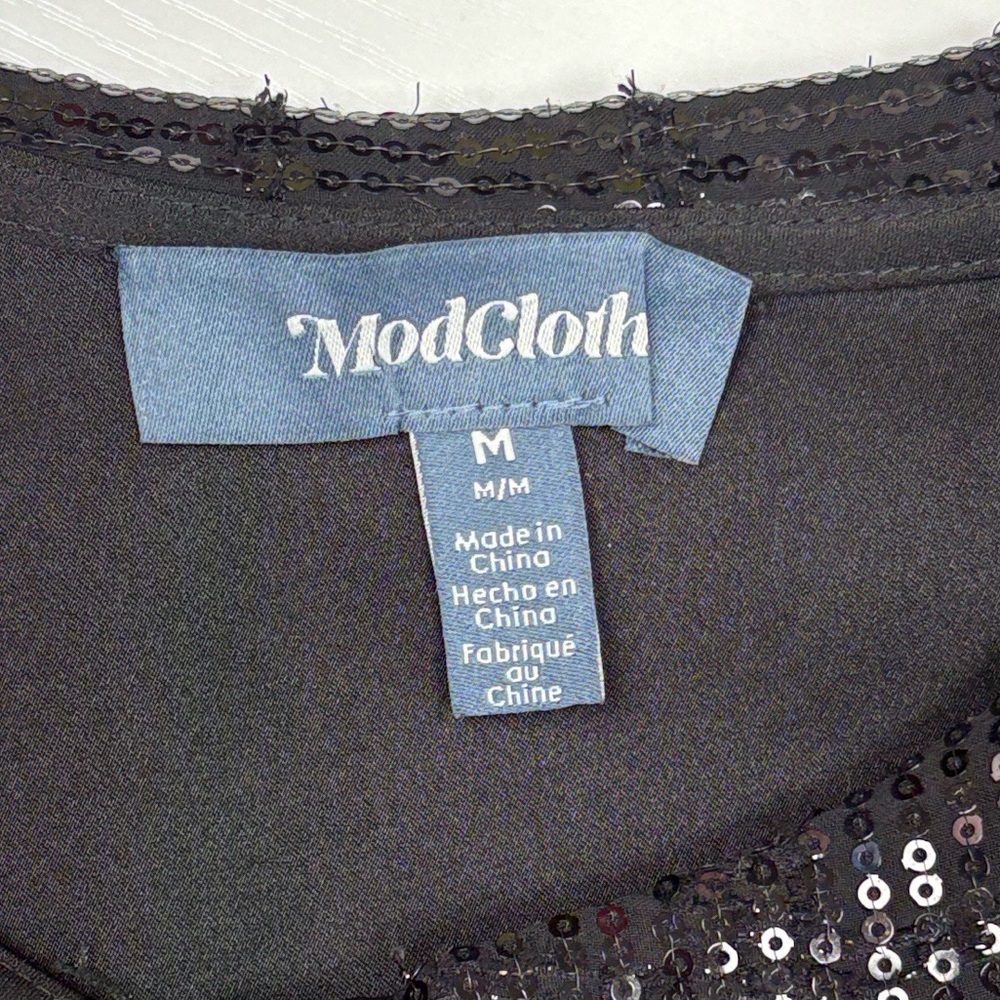 ModCloth
M
M/M
Made in
China
Hecho en
China
Fabriqué
au
Chine